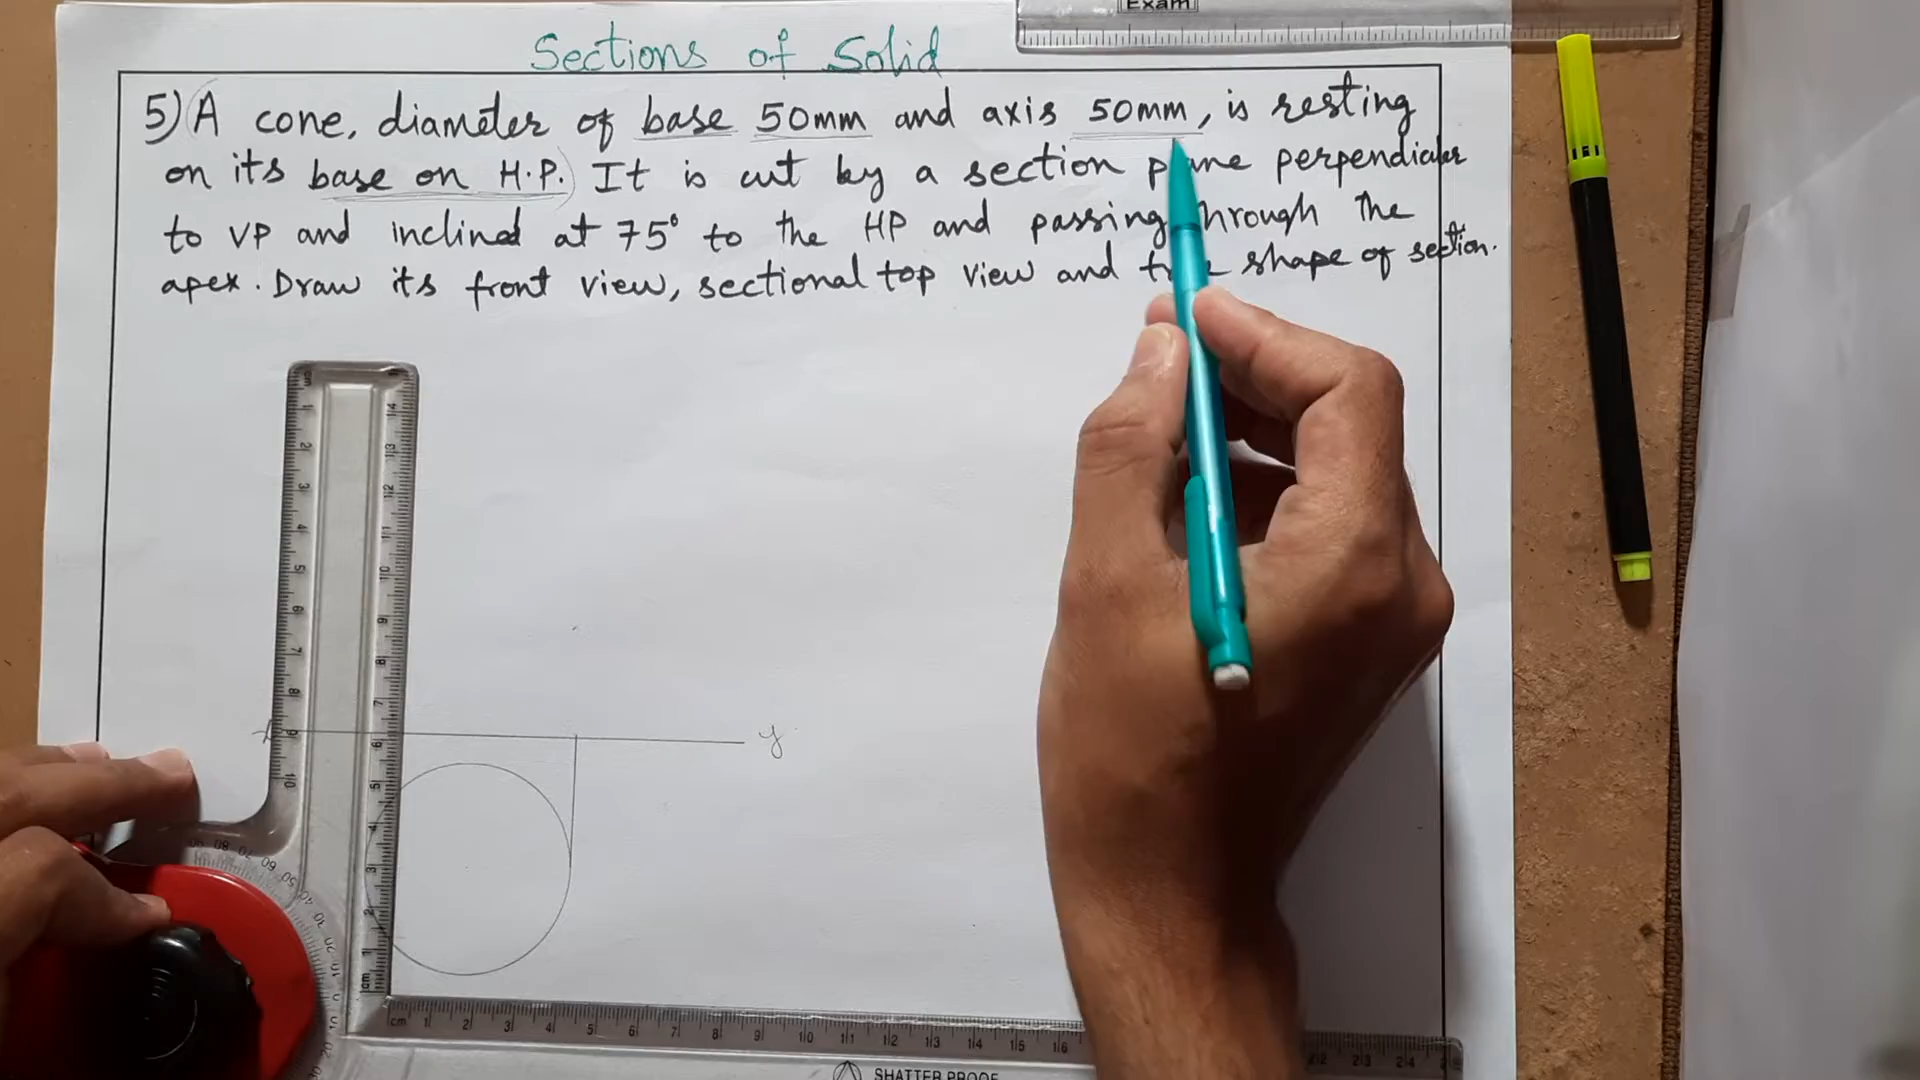 Exam
Sections of Solid
5) A cone, diameter of base 50mm and axis 50mm, is resting
on its base on H.P. It is cut by a section plane perpendicular
to VP and inclined at 75° to the HP and passing through the
apex. Draw its front view, sectional top view and true shape of section.
y
SHATTER PROOF